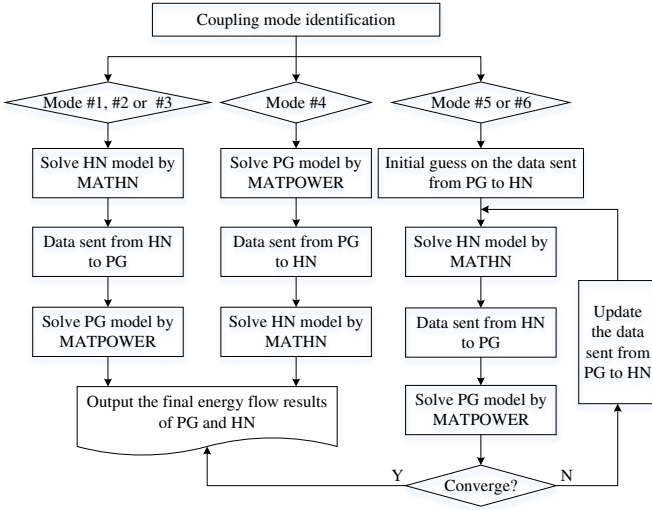 Coupling mode identification
Mode #1, #2 or #3
Mode #4
Mode #5 or #6
Solve HN model by
MATHN
Data sent from HN
to PG
Solve PG model by
MATPOWER
Solve PG model by
MATPOWER
Data sent from PG
to HN
Solve HN model by
MATHN
Initial guess on the data sent
from PG to HN
Solve HN model by
MATHN
Data sent from HN
to PG
Solve PG model by
MATPOWER
Update
the data
sent from
PG to HN
Output the final energy flow results
of PG and HN
Y
Converge?
N